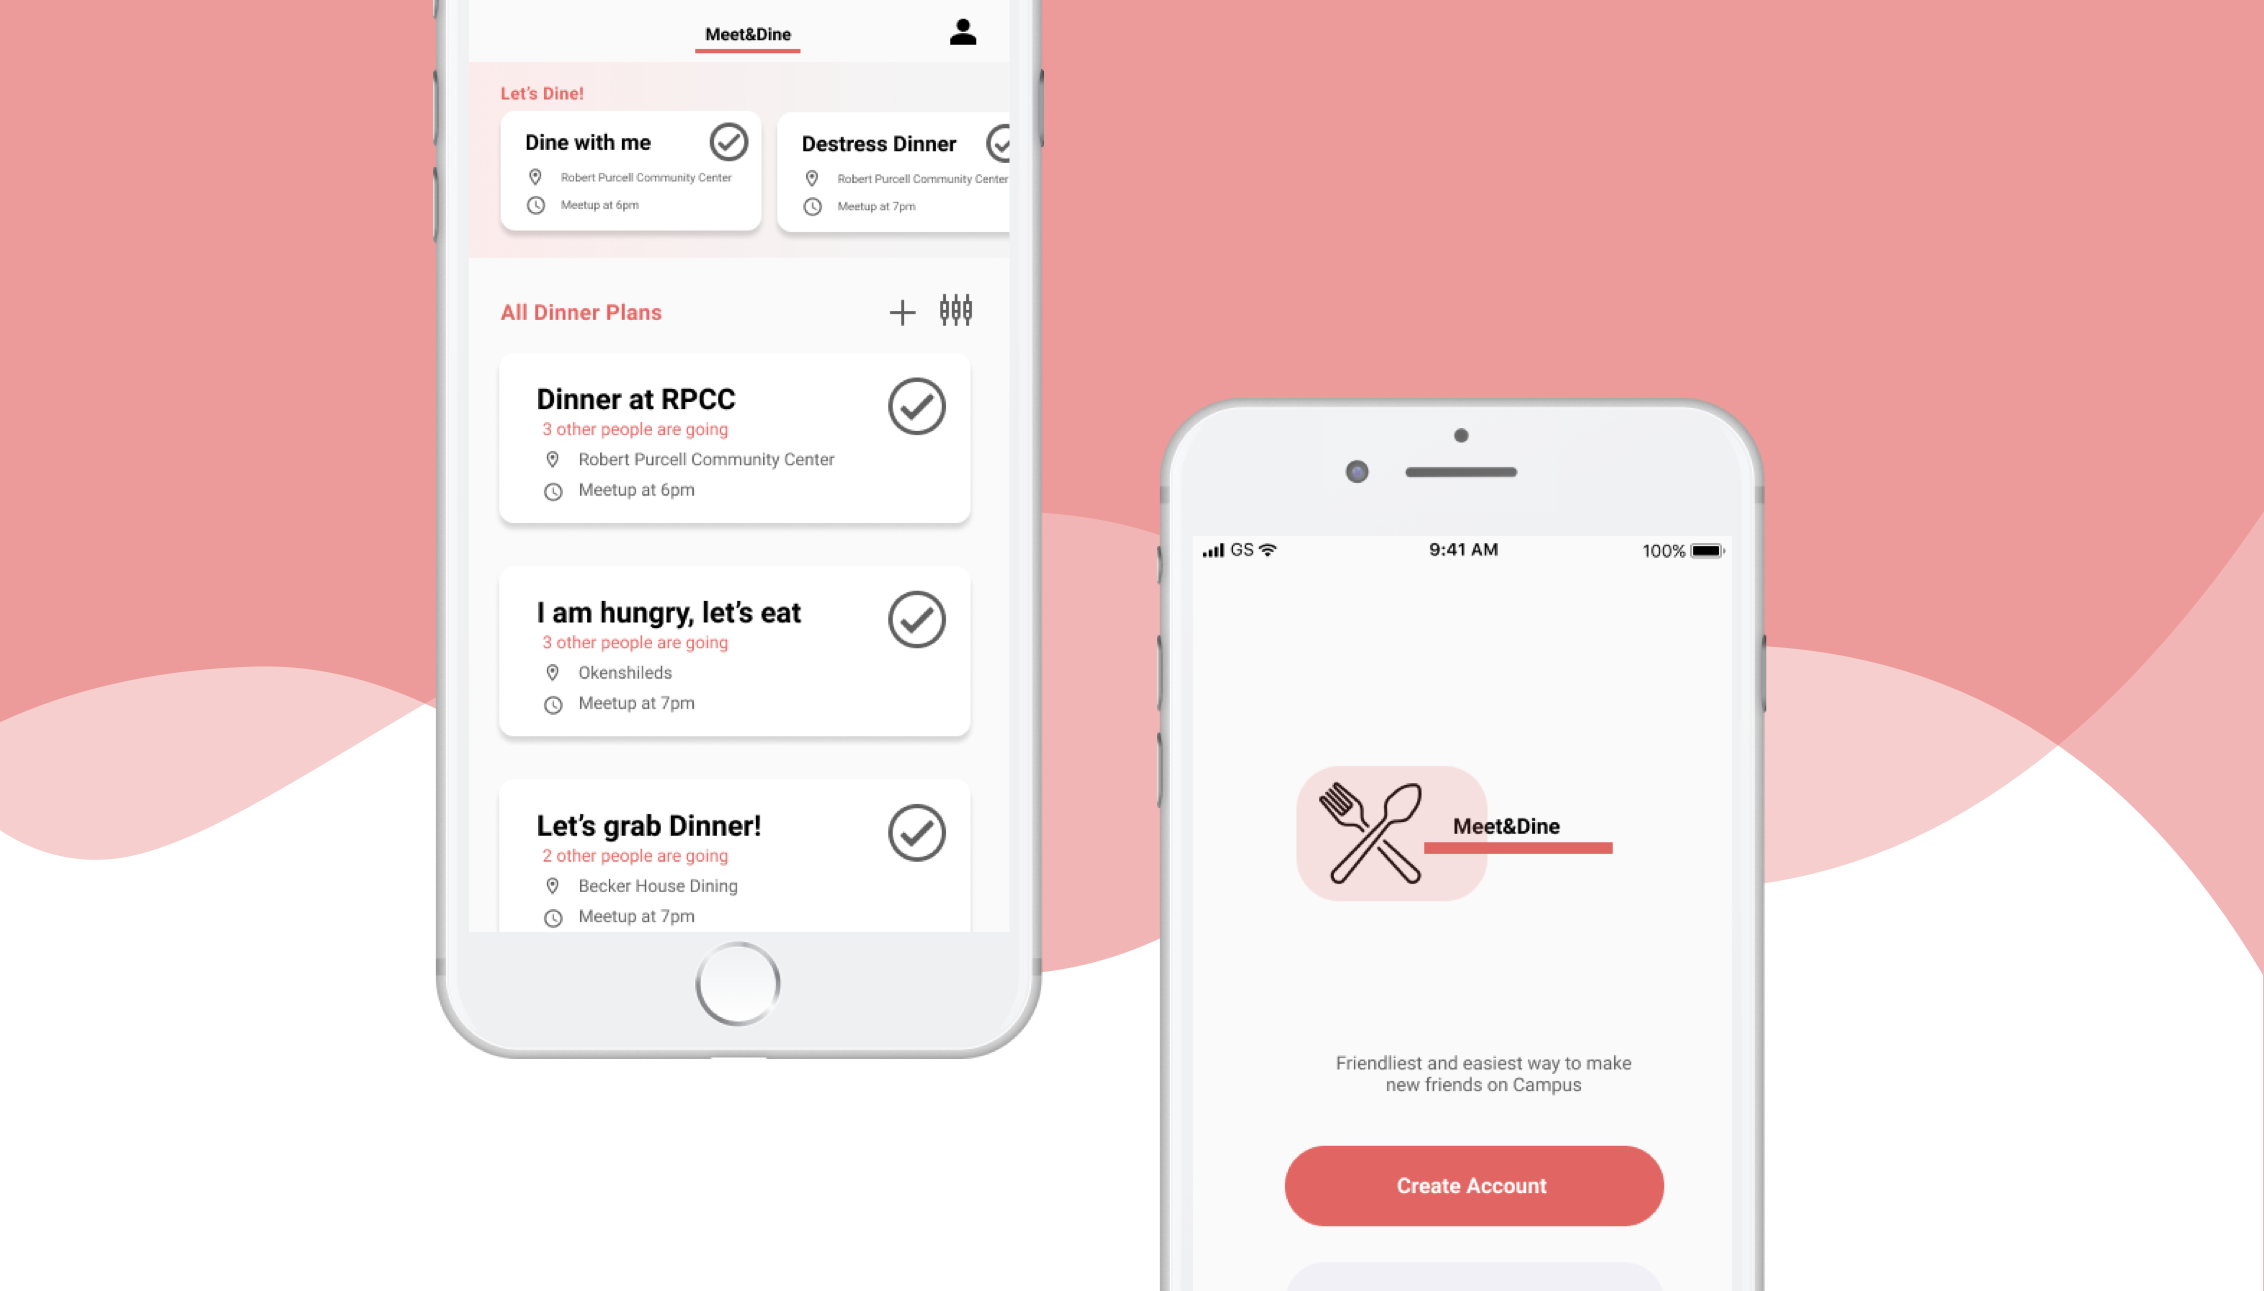 Meet&Dine
Let's Dine!
Dine with me
Robert Purcell Community Center
Meetup at 6pm
Destress Dinner
Robert Purcell Community Center
Meetup at 7pm
All Dinner Plans
Dinner at RPCC
3 other people are going
Robert Purcell Community Center
Meetup at 6pm
I am hungry, let's eat
3 other people are going
Okenshileds
Meetup at 7pm
Let's grab Dinner!
2 other people are going
Becker House Dining
Meetup at 7pm
GS 9:41 AM 100%
Meet&Dine
Friendliest and easiest way to make
new friends on Campus
Create Account